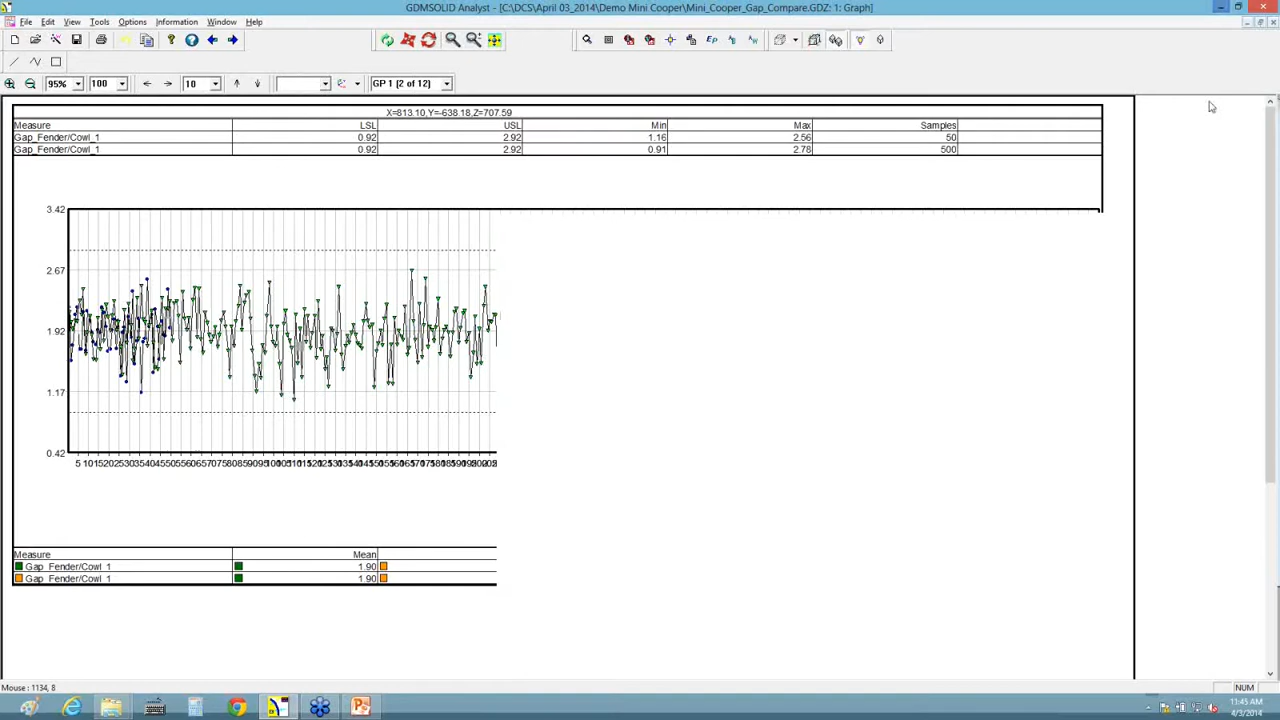 GDMSOLID Analyst - [C:\DCS\April 03_2014\Demo Mini Cooper\Mini_Cooper_Gap_Compare.GDZ: 1: Graph]
File Edit View Tools Options Information Window Help
95% 100 10 GP 1 (2 of 12)
X=813.10,Y=-638.18,Z=707.59
Measure LSL USL Min Max Samples
Gap_Fender/Cowl_1 0.92 2.92 1.16 2.56 50
Gap_Fender/Cowl_1 0.92 2.92 0.91 2.78 500
3.42
2.67
1.92
1.17
0.42
Measure Mean
Gap_Fender/Cowl_1 1.90
Gap_Fender/Cowl_1 1.90
Mouse : 1134, 8 NUM
11:45 AM
4/3/2014